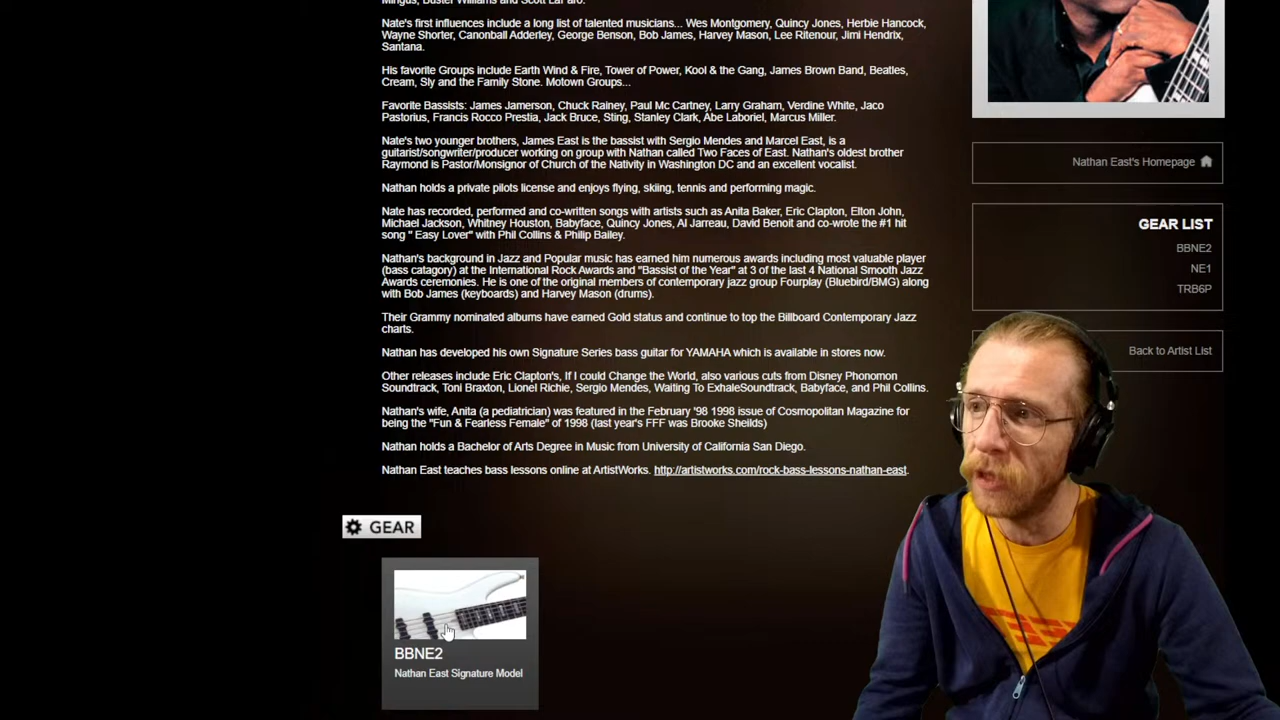 Mingus, Buster Williams and Scott LaFaro.
Nate's first influences include a long list of talented musicians... Wes Montgomery, Quincy Jones, Herbie Hancock,
Wayne Shorter, Canonball Adderley, George Benson, Bob James, Harvey Mason, Lee Ritenour, Jimi Hendrix,
Santana.
His favorite Groups include Earth Wind & Fire, Tower of Power, Kool & the Gang, James Brown Band, Beatles,
Cream, Sly and the Family Stone. Motown Groups...
Favorite Bassists: James Jamerson, Chuck Rainey, Paul Mc Cartney, Larry Graham, Verdine White, Jaco
Pastorius, Francis Rocco Prestia, Jack Bruce, Sting, Stanley Clark, Abe Laboriel, Marcus Miller.
Nate's two younger brothers, James East is the bassist with Sergio Mendes and Marcel East, is a
guitarist/songwriter/producer working on group with Nathan called Two Faces of East. Nathan's oldest brother
Raymond is Pastor/Monsignor of Church of the Nativity in Washington DC and an excellent vocalist.
Nathan holds a private pilots license and enjoys flying, skiing, tennis and performing magic.
Nate has recorded, performed and co-written songs with artists such as Anita Baker, Eric Clapton, Elton John,
Michael Jackson, Whitney Houston, Babyface, Quincy Jones, Al Jarreau, David Benoit and co-wrote the #1 hit
song " Easy Lover" with Phil Collins & Philip Bailey.
Nathan's background in Jazz and Popular music has earned him numerous awards including most valuable player
(bass catagory) at the International Rock Awards and "Bassist of the Year" at 3 of the last 4 National Smooth Jazz
Awards ceremonies. He is one of the original members of contemporary jazz group Fourplay (Bluebird/BMG) along
with Bob James (keyboards) and Harvey Mason (drums).
Their Grammy nominated albums have earned Gold status and continue to top the Billboard Contemporary Jazz
charts.
Nathan has developed his own Signature Series bass guitar for YAMAHA which is available in stores now.
Other releases include Eric Clapton's, If I could Change the World, also various cuts from Disney Phonomon
Soundtrack, Toni Braxton, Lionel Richie, Sergio Mendes, Waiting To ExhaleSoundtrack, Babyface, and Phil Collins.
Nathan's wife, Anita (a pediatrician) was featured in the February '98 1998 issue of Cosmopolitan Magazine for
being the "Fun & Fearless Female" of 1998 (last year's FFF was Brooke Sheilds)
Nathan holds a Bachelor of Arts Degree in Music from University of California San Diego.
Nathan East teaches bass lessons online at ArtistWorks. http://artistworks.com/rock-bass-lessons-nathan-east.
GEAR
BBNE2
Nathan East Signature Model
Nathan East's Homepage
GEAR LIST
BBNE2
NE1
TRB6P
Back to Artist List